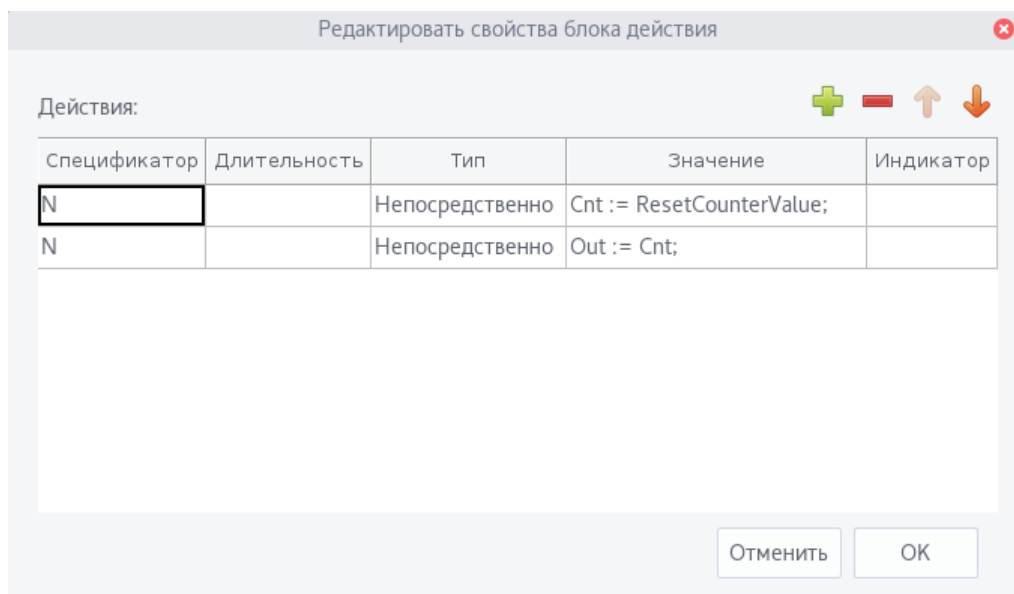 Редактировать свойства блока действия
Действия:
Спецификатор Длительность Тип Значение Индикатор
N Непосредственно Cnt := ResetCounterValue;
N Непосредственно Out := Cnt;
Отменить OK